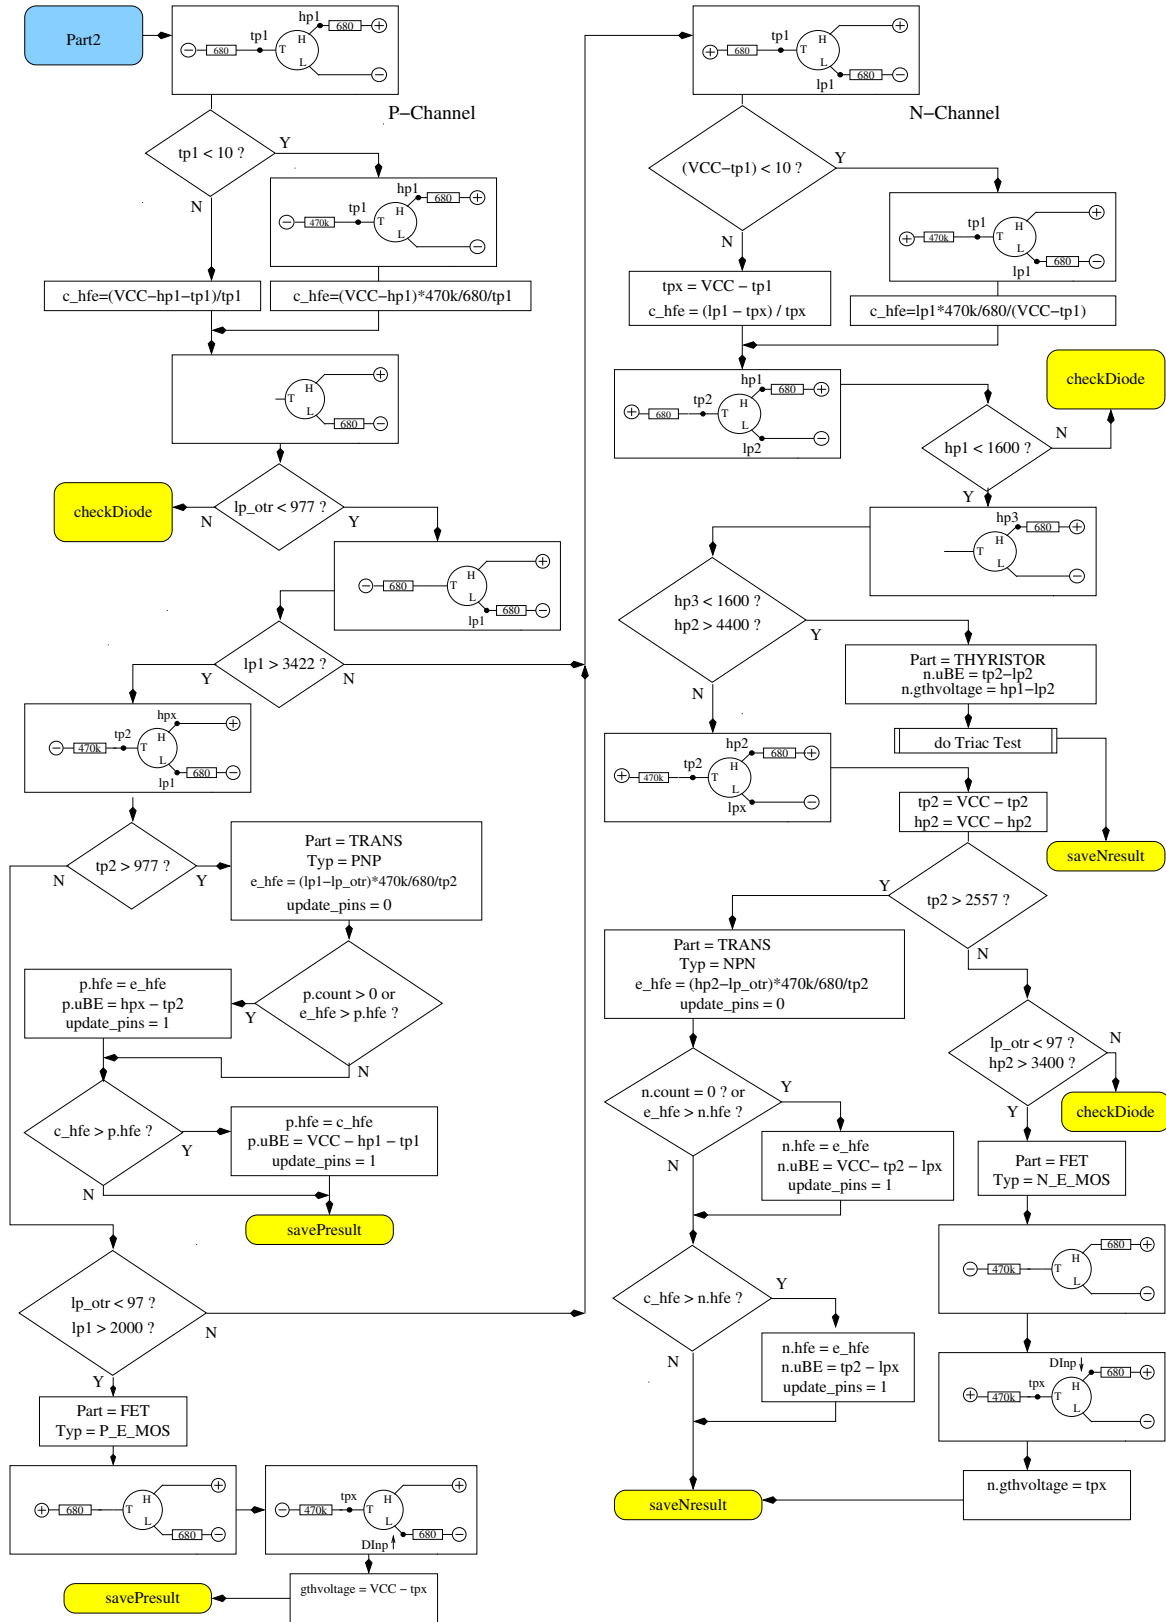 Part2
hp1
680
+
tp1
H
−
680
T
L
−
P−Channel
tp1 < 10 ?
Y
N
hp1
680
+
tp1
H
−
470k
T
L
−
c_hfe=(VCC−hp1−tp1)/tp1
c_hfe=(VCC−hp1)*470k/680/tp1
+
H
L
680
−
lp_otr < 977 ?
N
Y
checkDiode
+
H
−
680
T
L
680
−
lp1
lp1 > 3422 ?
Y
N
hpx
+
tp2
H
−
470k
T
L
680
−
lp1
tp2 > 977 ?
N
Y
Part = TRANS
Typ = PNP
e_hfe = (lp1−lp_otr)*470k/680/tp2
update_pins = 0
p.count > 0 or
e_hfe > p.hfe ?
Y
N
p.hfe = e_hfe
p.uBE = hpx − tp2
update_pins = 1
c_hfe > p.hfe ?
Y
N
p.hfe = c_hfe
p.uBE = VCC − hp1 − tp1
update_pins = 1
savePresult
lp_otr < 97 ?
lp1 > 2000 ?
N
Y
Part = FET
Typ = P_E_MOS
+
H
+
680
T
L
680
−
+
tpx
H
−
470k
T
L
680
−
DInp
gthvoltage = VCC − tpx
savePresult
+
tp1
H
+
680
T
L
680
−
lp1
N−Channel
(VCC−tp1) < 10 ?
Y
N
+
tp1
H
+
470k
T
L
680
−
lp1
tpx = VCC − tp1
c_hfe = (lp1 − tpx) / tpx
c_hfe=lp1*470k/680/(VCC−tp1)
hp1
680
+
tp2
H
+
680
T
L
−
lp2
checkDiode
hp1 < 1600 ?
N
Y
hp3
680
+
H
T
L
−
hp3 < 1600 ?
hp2 > 4400 ?
Y
N
Part = THYRISTOR
n.uBE = tp2−lp2
n.gthvoltage = hp1−lp2
do Triac Test
saveNresult
hp2
680
+
tp2
H
+
470k
T
L
−
lpx
tp2 = VCC − tp2
hp2 = VCC − hp2
tp2 > 2557 ?
Y
N
Part = TRANS
Typ = NPN
e_hfe = (hp2−lp_otr)*470k/680/tp2
update_pins = 0
n.count = 0 ? or
e_hfe > n.hfe ?
Y
N
n.hfe = e_hfe
n.uBE = VCC− tp2 − lpx
update_pins = 1
c_hfe > n.hfe ?
Y
N
n.hfe = e_hfe
n.uBE = tp2 − lpx
update_pins = 1
saveNresult
lp_otr < 97 ?
hp2 > 3400 ?
N
Y
checkDiode
Part = FET
Typ = N_E_MOS
680
+
H
−
470k
T
L
−
DInp
680
+
tpx
H
+
470k
T
L
−
n.gthvoltage = tpx